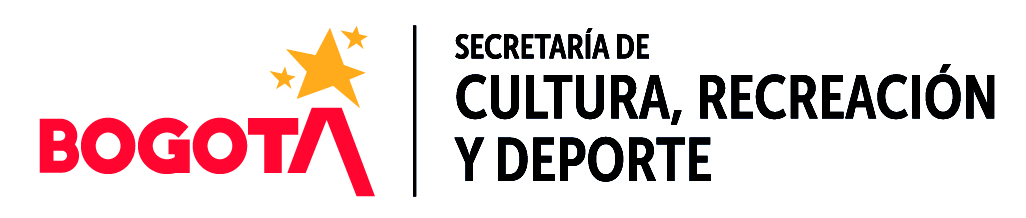 BOGOTÁ
SECRETARÍA DE
CULTURA, RECREACIÓN
Y DEPORTE